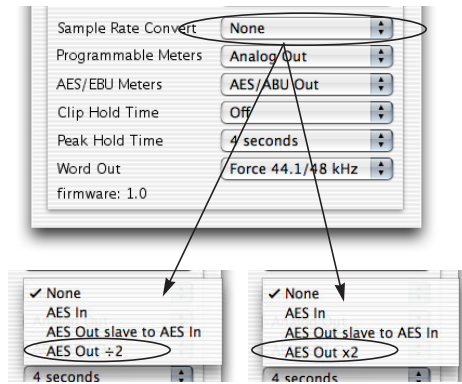 Sample Rate Convert None
Programmable Meters Analog Out
AES/EBU Meters AES/ABU Out
Clip Hold Time Off
Peak Hold Time 4 seconds
Word Out Force 44.1/48 kHz
firmware: 1.0
✓ None
AES In
AES Out slave to AES In
AES Out ÷2
4 seconds
✓ None
AES In
AES Out slave to AES In
AES Out x2
4 seconds